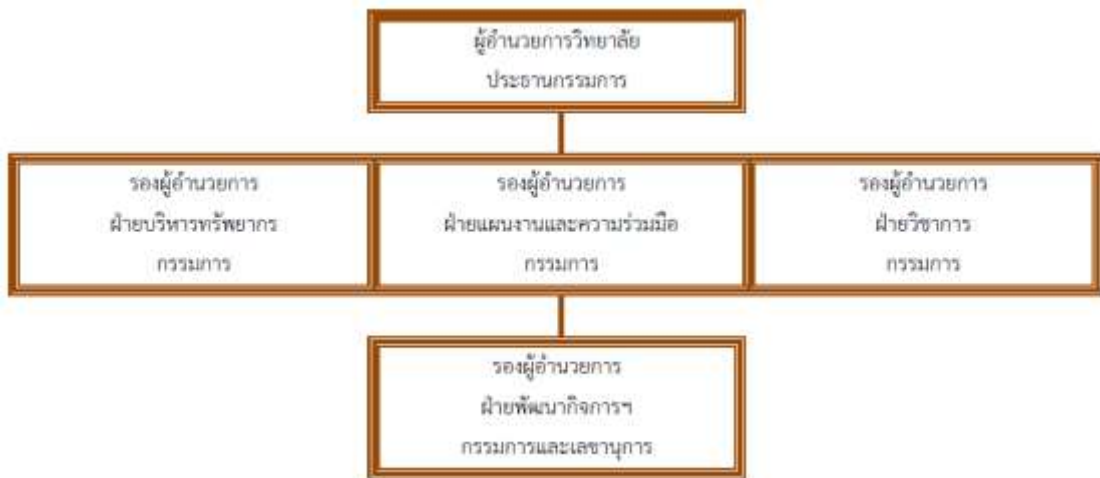 ผู้อำนวยการวิทยาลัย
ประธานกรรมการ
รองผู้อำนวยการ
ฝ่ายบริหารทรัพยากร
กรรมการ
รองผู้อำนวยการ
ฝ่ายแผนงานและความร่วมมือ
กรรมการ
รองผู้อำนวยการ
ฝ่ายวิชาการ
กรรมการ
รองผู้อำนวยการ
ฝ่ายพัฒนากิจการฯ
กรรมการและเลขานุการ